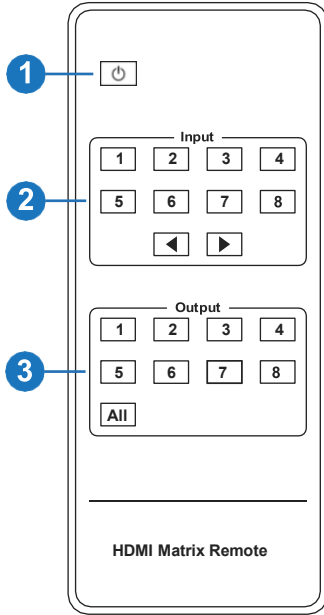 1
Input
1 2 3 4
2
5 6 7 8
Output
1 2 3 4
3
5 6 7 8
All
HDMI Matrix Remote